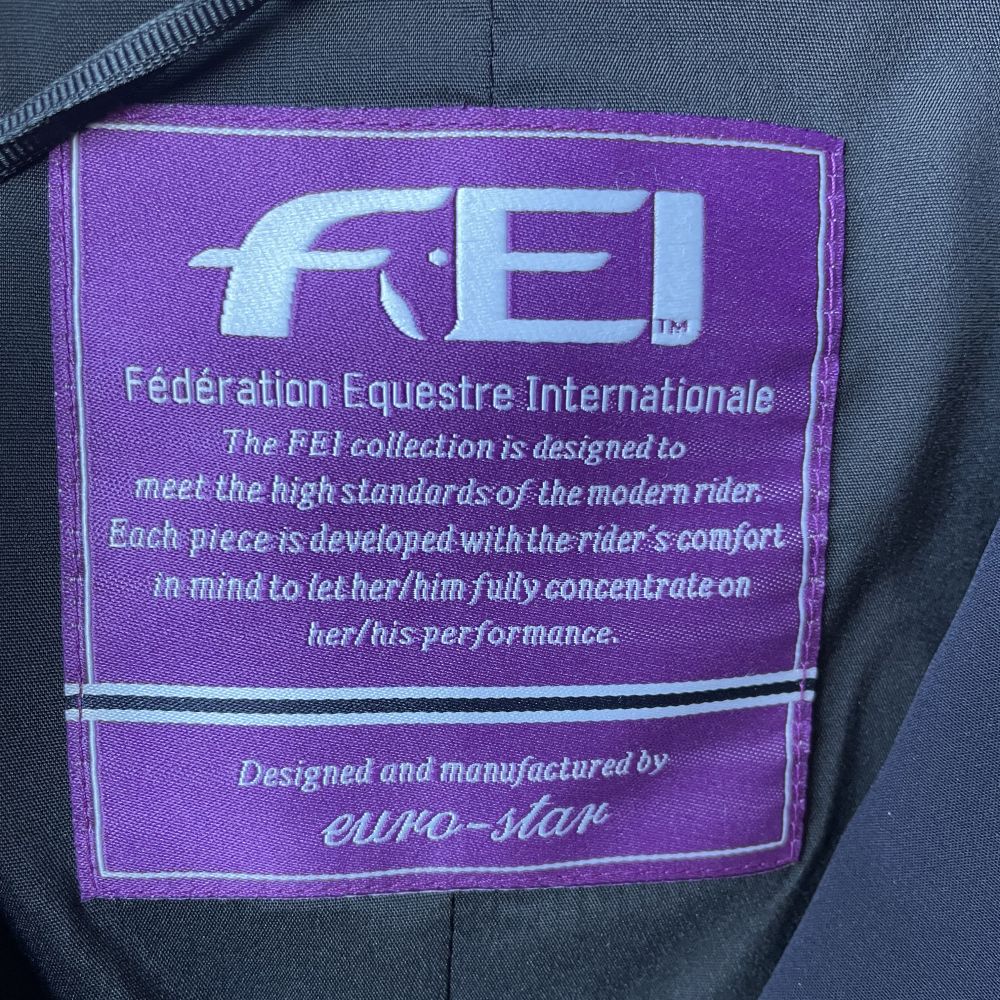 FEI
TM
Fédération Equestre Internationale
The FEI collection is designed to
meet the high standards of the modern rider.
Each piece is developed with the rider´s comfort
in mind to let her/him fully concentrate on
her/his performance.
Designed and manufactured by
euro-star